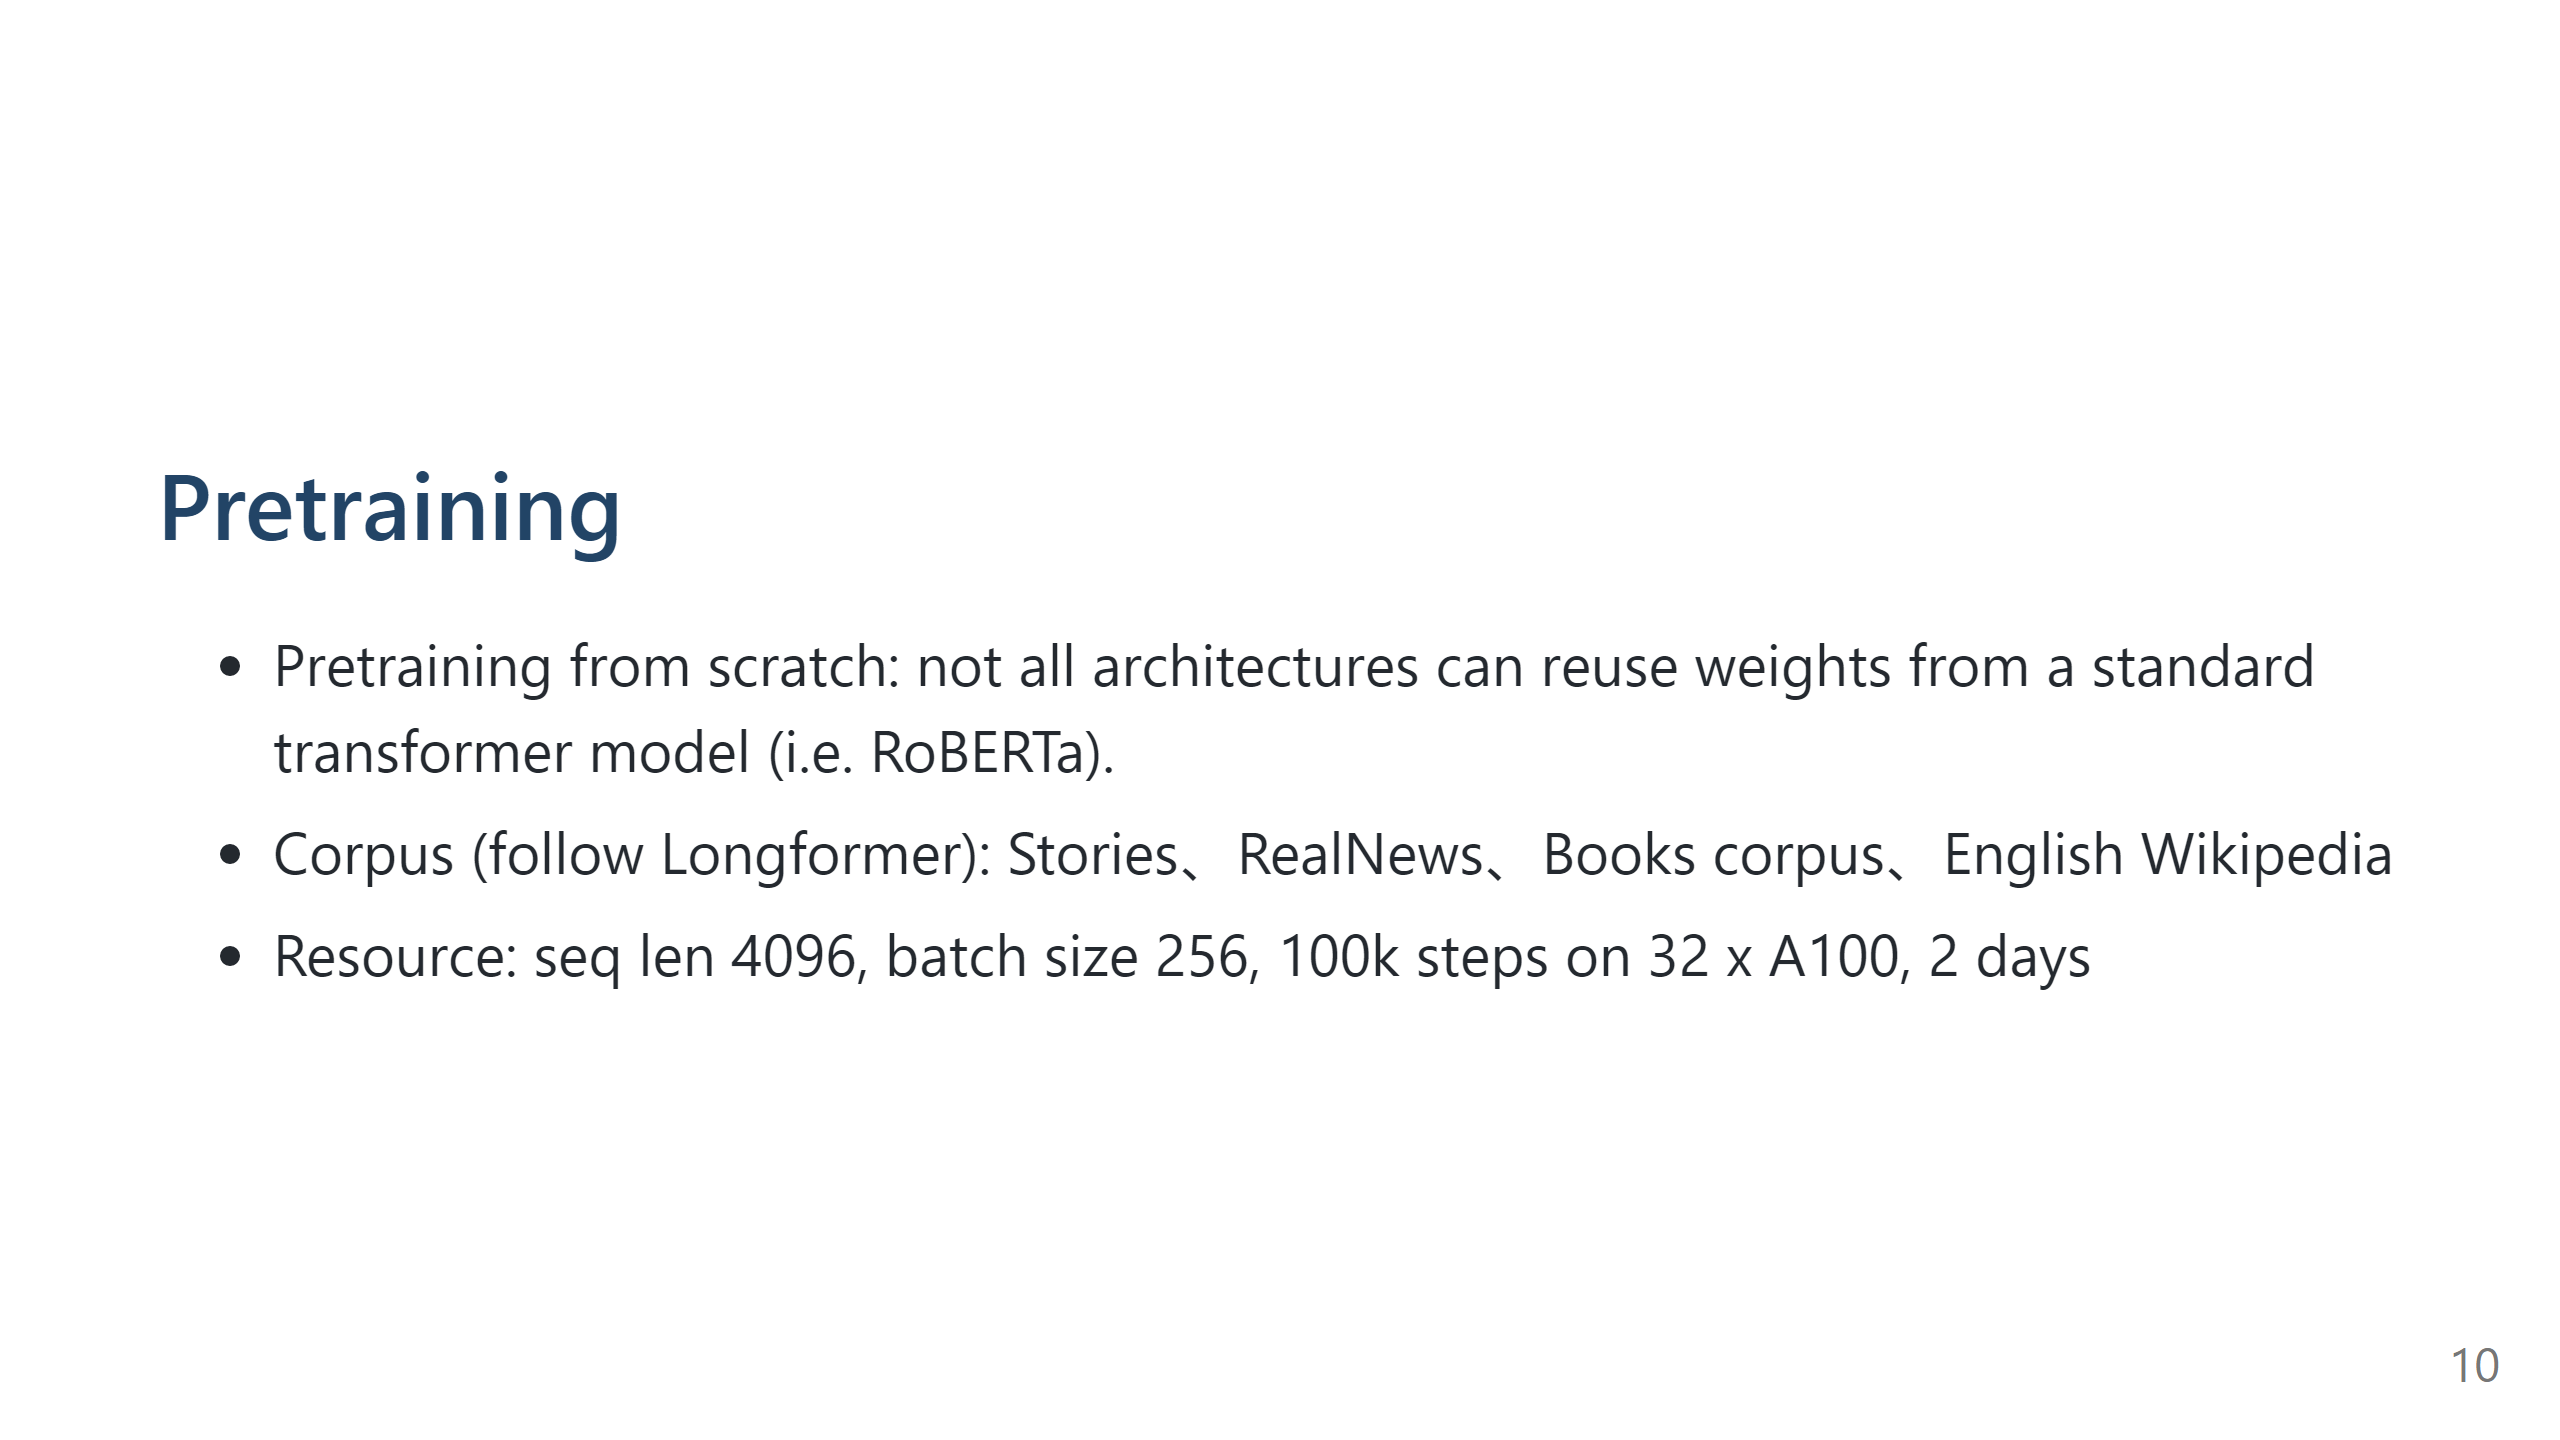 Pretraining
• Pretraining from scratch: not all architectures can reuse weights from a standard
transformer model (i.e. RoBERTa).
• Corpus (follow Longformer): Stories、RealNews、Books corpus、English Wikipedia
• Resource: seq len 4096, batch size 256, 100k steps on 32 x A100, 2 days
10